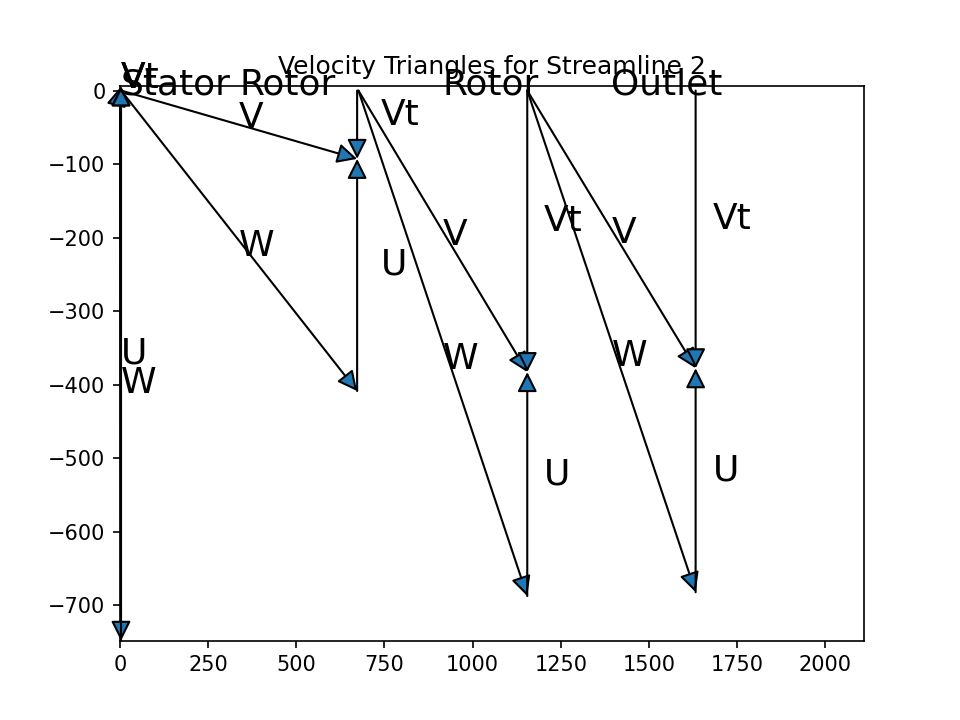 Velocity Triangles for Streamline 2
Vt
Stator Rotor Rotor Outlet
V Vt
W U
V Vt V Vt
W W
U
W
U U
0
−100
−200
−300
−400
−500
−600
−700
0 250 500 750 1000 1250 1500 1750 2000